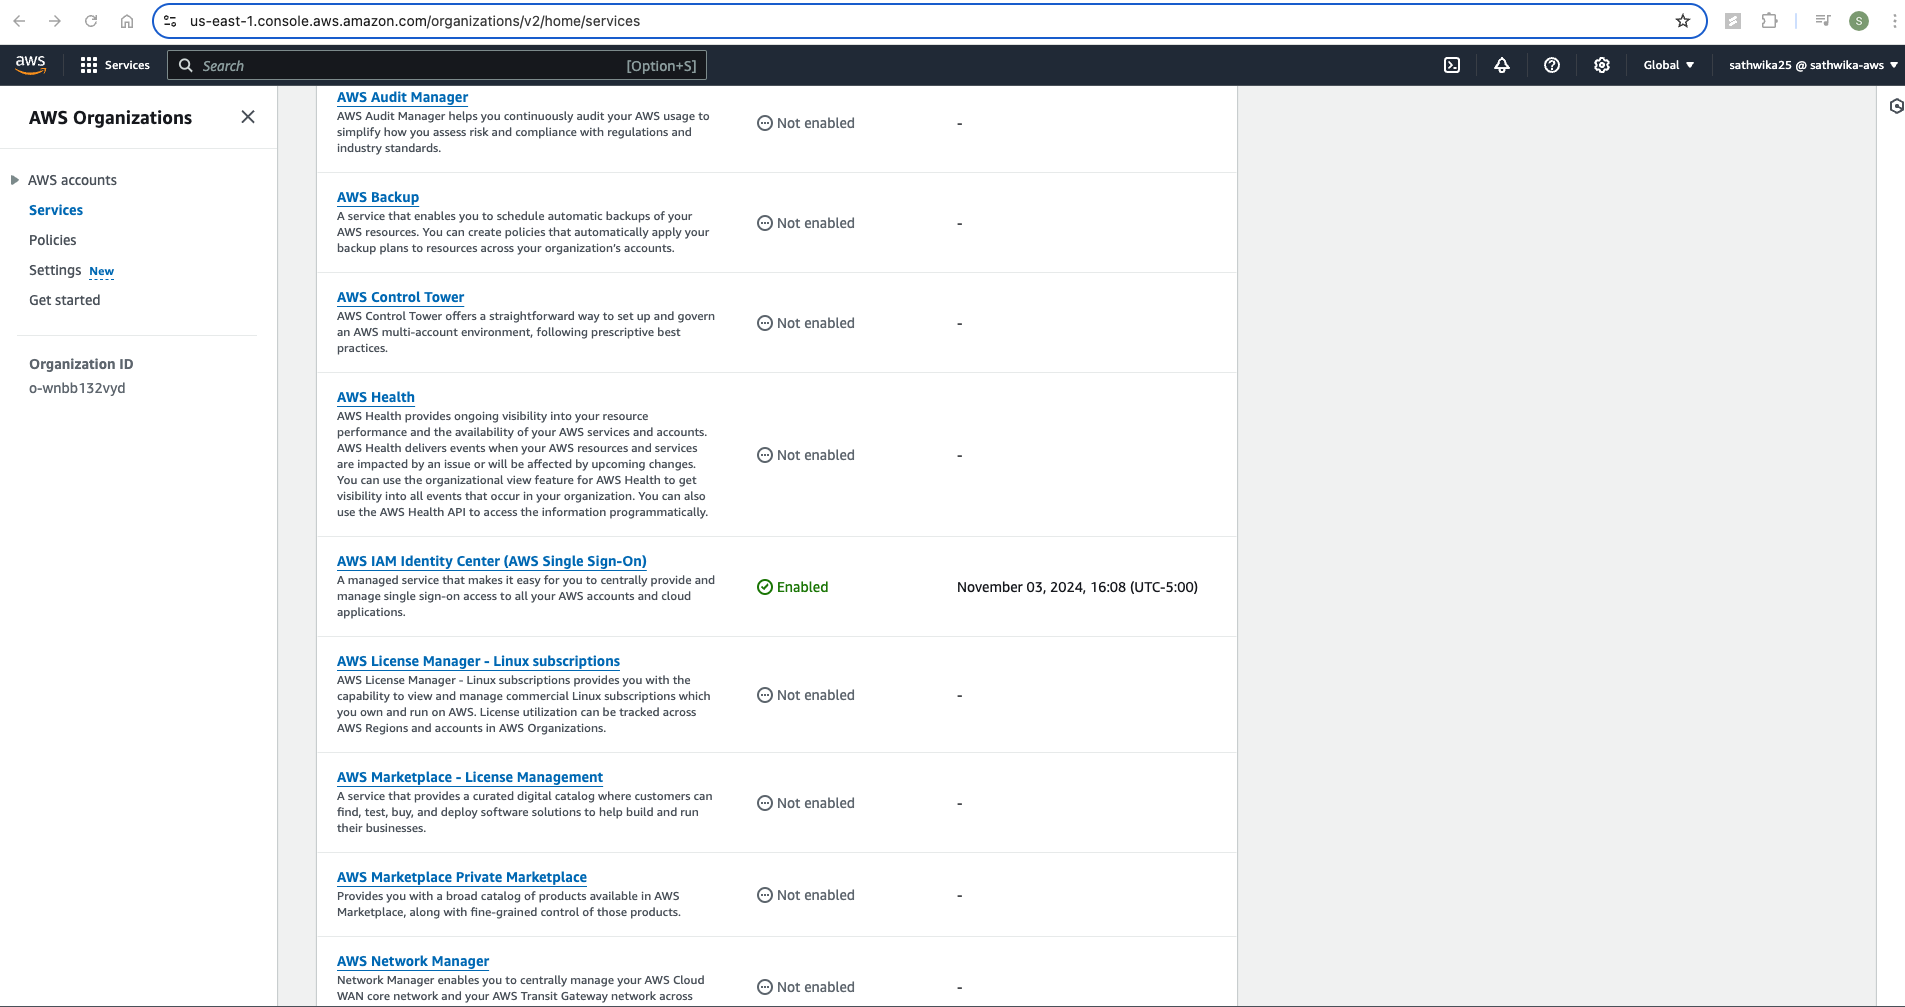 us-east-1.console.aws.amazon.com/organizations/v2/home/services
S
aws
Services
Search
[Option+S]
Global
sathwika25 @ sathwika-aws
AWS Organizations
AWS accounts
Services
Policies
Settings New
Get started
Organization ID
o-wnbb132vyd
AWS Audit Manager
AWS Audit Manager helps you continuously audit your AWS usage to
simplify how you assess risk and compliance with regulations and
industry standards.
Not enabled
-
AWS Backup
A service that enables you to schedule automatic backups of your
AWS resources. You can create policies that automatically apply your
backup plans to resources across your organization's accounts.
Not enabled
-
AWS Control Tower
AWS Control Tower offers a straightforward way to set up and govern
an AWS multi-account environment, following prescriptive best
practices.
Not enabled
-
AWS Health
AWS Health provides ongoing visibility into your resource
performance and the availability of your AWS services and accounts.
AWS Health delivers events when your AWS resources and services
are impacted by an issue or will be affected by upcoming changes.
You can use the organizational view feature for AWS Health to get
visibility into all events that occur in your organization. You can also
use the AWS Health API to access the information programmatically.
Not enabled
-
AWS IAM Identity Center (AWS Single Sign-On)
A managed service that makes it easy for you to centrally provide and
manage single sign-on access to all your AWS accounts and cloud
applications.
Enabled
November 03, 2024, 16:08 (UTC-5:00)
AWS License Manager - Linux subscriptions
AWS License Manager - Linux subscriptions provides you with the
capability to view and manage commercial Linux subscriptions which
you own and run on AWS. License utilization can be tracked across
AWS Regions and accounts in AWS Organizations.
Not enabled
-
AWS Marketplace - License Management
A service that provides a curated digital catalog where customers can
find, test, buy, and deploy software solutions to help build and run
their businesses.
Not enabled
-
AWS Marketplace Private Marketplace
Provides you with a broad catalog of products available in AWS
Marketplace, along with fine-grained control of those products.
Not enabled
-
AWS Network Manager
Network Manager enables you to centrally manage your AWS Cloud
WAN core network and your AWS Transit Gateway network across
Not enabled
-